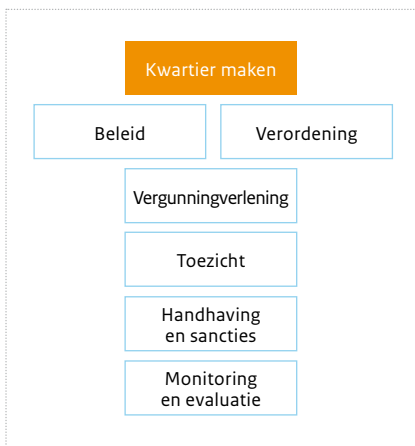 Kwartier maken
Beleid
Verordening
Vergunningverlening
Toezicht
Handhaving
en sancties
Monitoring
en evaluatie